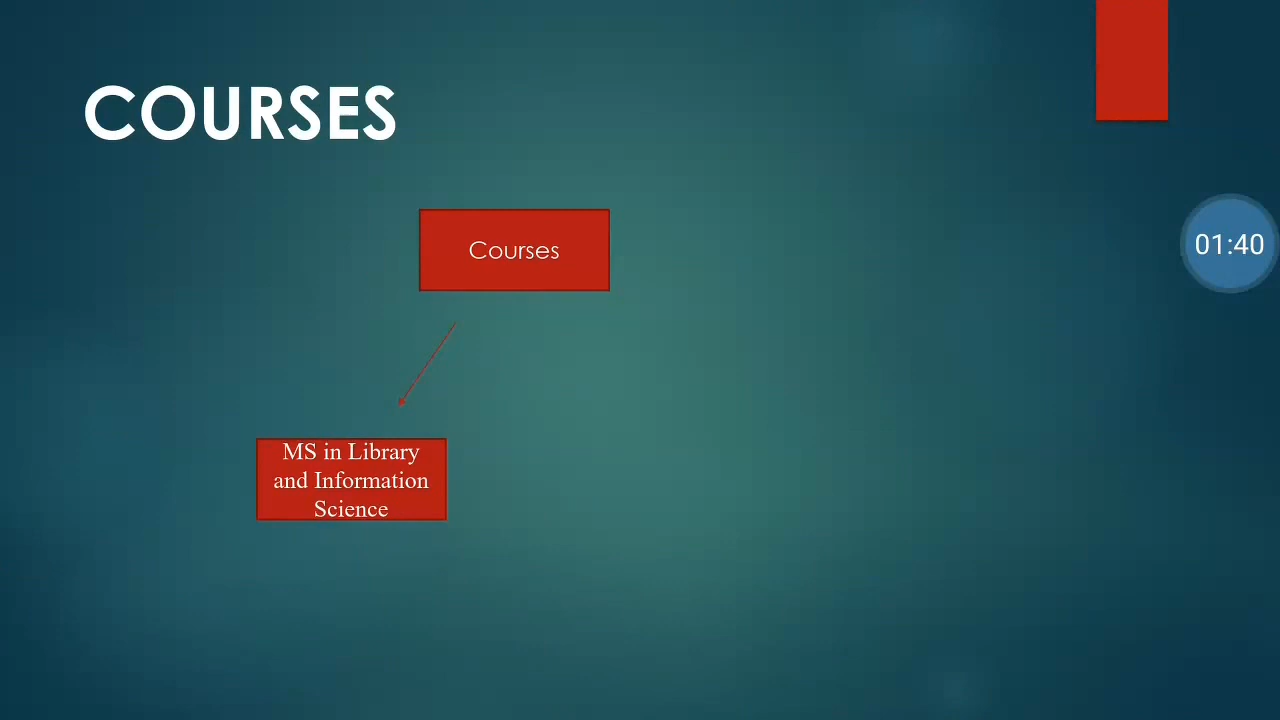 COURSES
Courses
01:40
MS in Library
and Information
Science